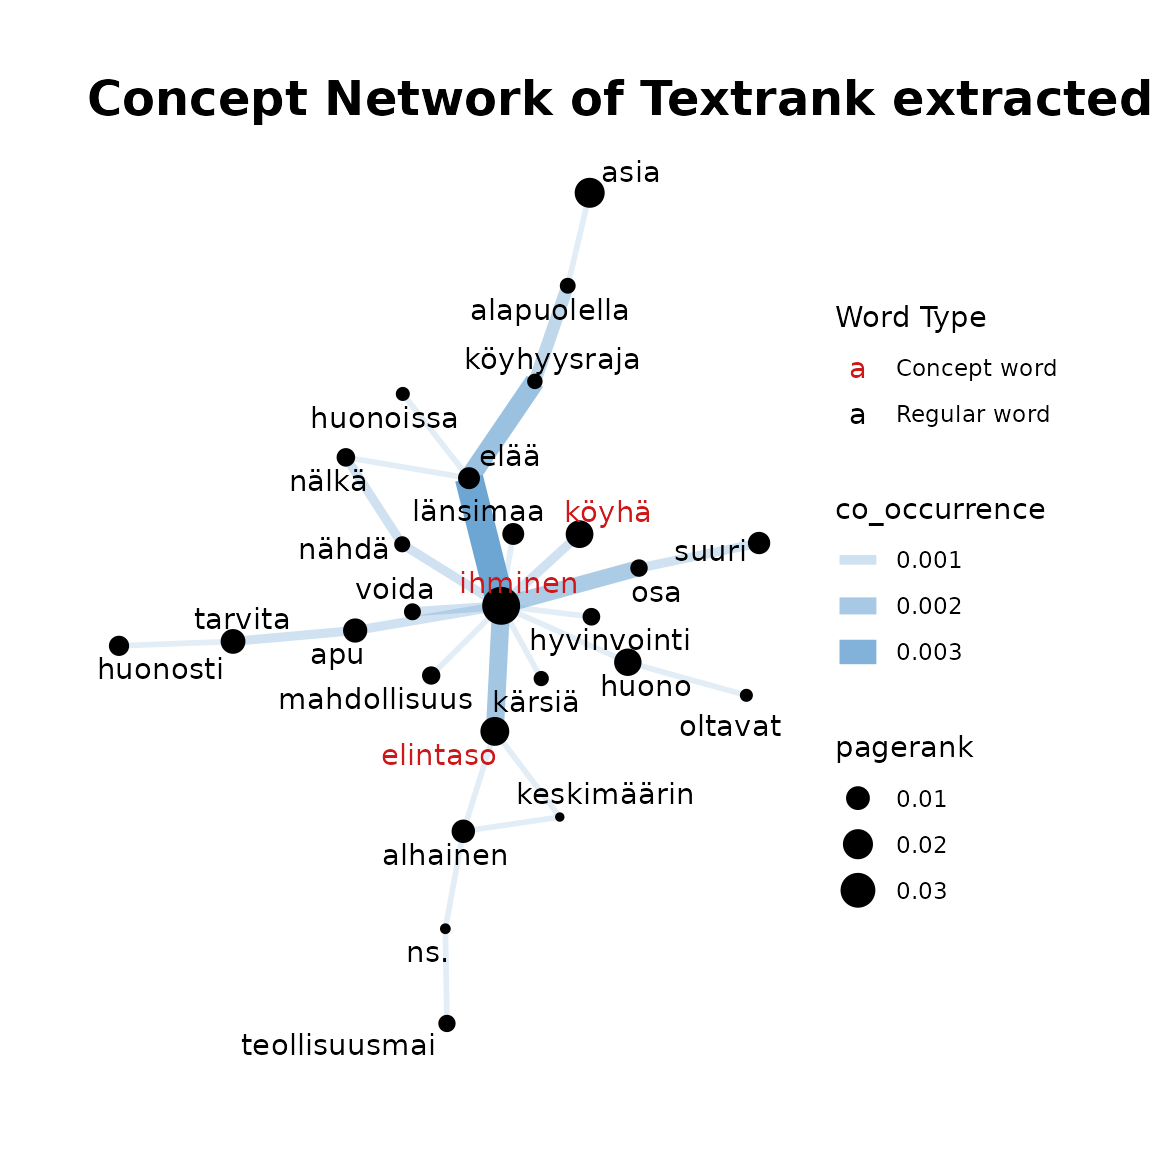 Concept Network of Textrank extracted
asia
alapuolella
köyhyysraja
huonoissa
elää
nälkä
länsimaa
köyhä
nähdä
suuri
voida
ihminen
osa
tarvita
hyvinvointi
apu
huonosti
huono
mahdollisuus
kärsiä
oltavat
elintaso
keskimäärin
alhainen
ns.
teollisuusmai
Word Type
a Concept word
a Regular word
co_occurrence
0.001
0.002
0.003
pagerank
0.01
0.02
0.03